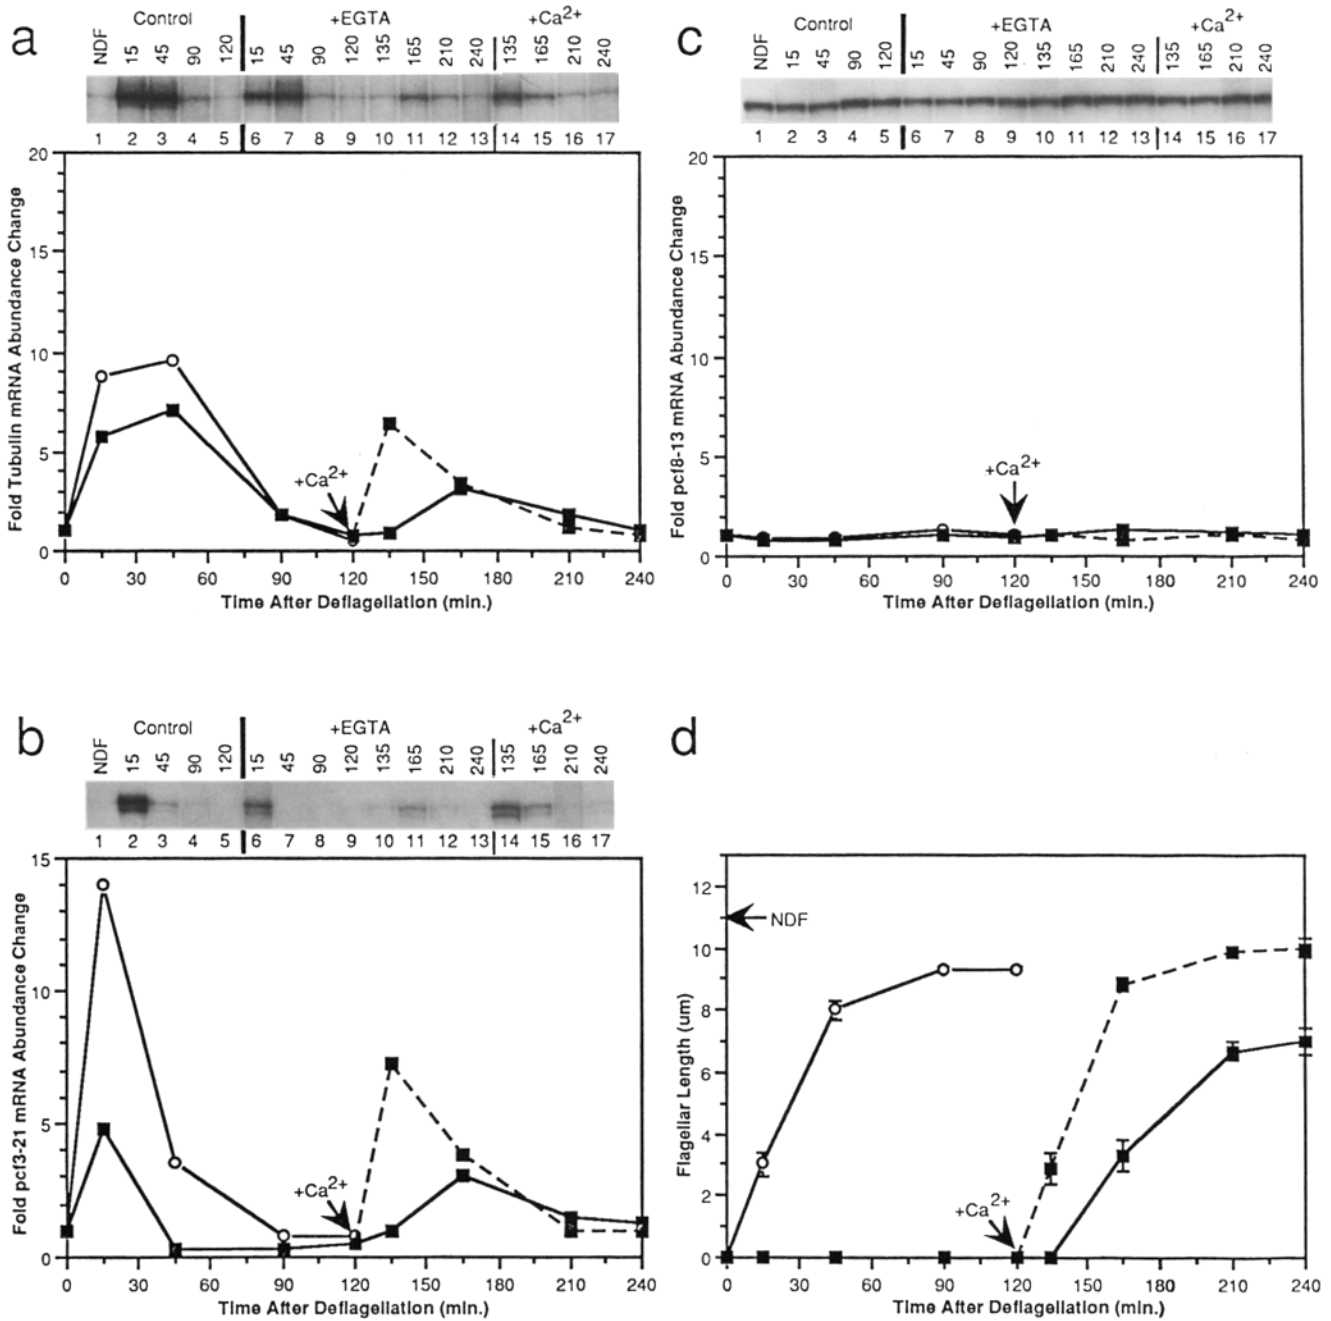 a
Control +EGTA +Ca2+
NDF 15 45 90 120 15 45 90 120 135 165 210 240 135 165 210 240
1 2 3 4 5 6 7 8 9 10 11 12 13 14 15 16 17
Fold Tubulin mRNA Abundance Change
20
15
10
5
0
+Ca2+
0 30 60 90 120 150 180 210 240
Time After Deflagellation (min.)
c
Control +EGTA +Ca2+
NDF 15 45 90 120 15 45 90 120 135 165 210 240 135 165 210 240
1 2 3 4 5 6 7 8 9 10 11 12 13 14 15 16 17
Fold pcf8-13 mRNA Abundance Change
20
15
10
5
0
+Ca2+
0 30 60 90 120 150 180 210 240
Time After Deflagellation (min.)
b
Control +EGTA +Ca2+
NDF 15 45 90 120 15 45 90 120 135 165 210 240 135 165 210 240
1 2 3 4 5 6 7 8 9 10 11 12 13 14 15 16 17
Fold pcf3-21 mRNA Abundance Change
15
10
5
0
+Ca2+
0 30 60 90 120 150 180 210 240
Time After Deflagellation (min.)
d
Flagellar Length (um)
12
10
8
6
4
2
0
NDF
+Ca2+
0 30 60 90 120 150 180 210 240
Time After Deflagellation (min.)